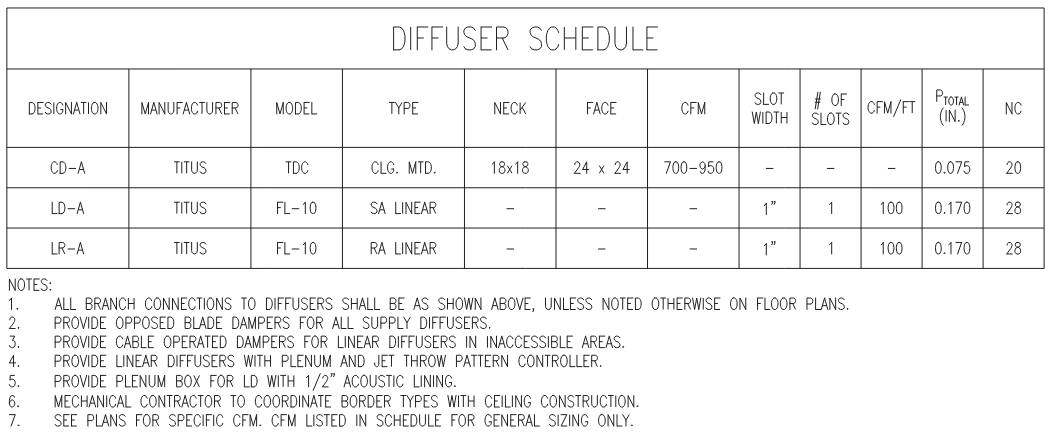 DIFFUSER SCHEDULE
DESIGNATION MANUFACTURER MODEL TYPE NECK FACE CFM SLOT WIDTH # OF SLOTS CFM/FT PTOTAL (IN.) NC
CD-A TITUS TDC CLG. MTD. 18x18 24 x 24 700-950 - - - 0.075 20
LD-A TITUS FL-10 SA LINEAR - - - 1" 1 100 0.170 28
LR-A TITUS FL-10 RA LINEAR - - - 1" 1 100 0.170 28
NOTES:
1. ALL BRANCH CONNECTIONS TO DIFFUSERS SHALL BE AS SHOWN ABOVE, UNLESS NOTED OTHERWISE ON FLOOR PLANS.
2. PROVIDE OPPOSED BLADE DAMPERS FOR ALL SUPPLY DIFFUSERS.
3. PROVIDE CABLE OPERATED DAMPERS FOR LINEAR DIFFUSERS IN INACCESSIBLE AREAS.
4. PROVIDE LINEAR DIFFUSERS WITH PLENUM AND JET THROW PATTERN CONTROLLER.
5. PROVIDE PLENUM BOX FOR LD WITH 1/2" ACOUSTIC LINING.
6. MECHANICAL CONTRACTOR TO COORDINATE BORDER TYPES WITH CEILING CONSTRUCTION.
7. SEE PLANS FOR SPECIFIC CFM. CFM LISTED IN SCHEDULE FOR GENERAL SIZING ONLY.